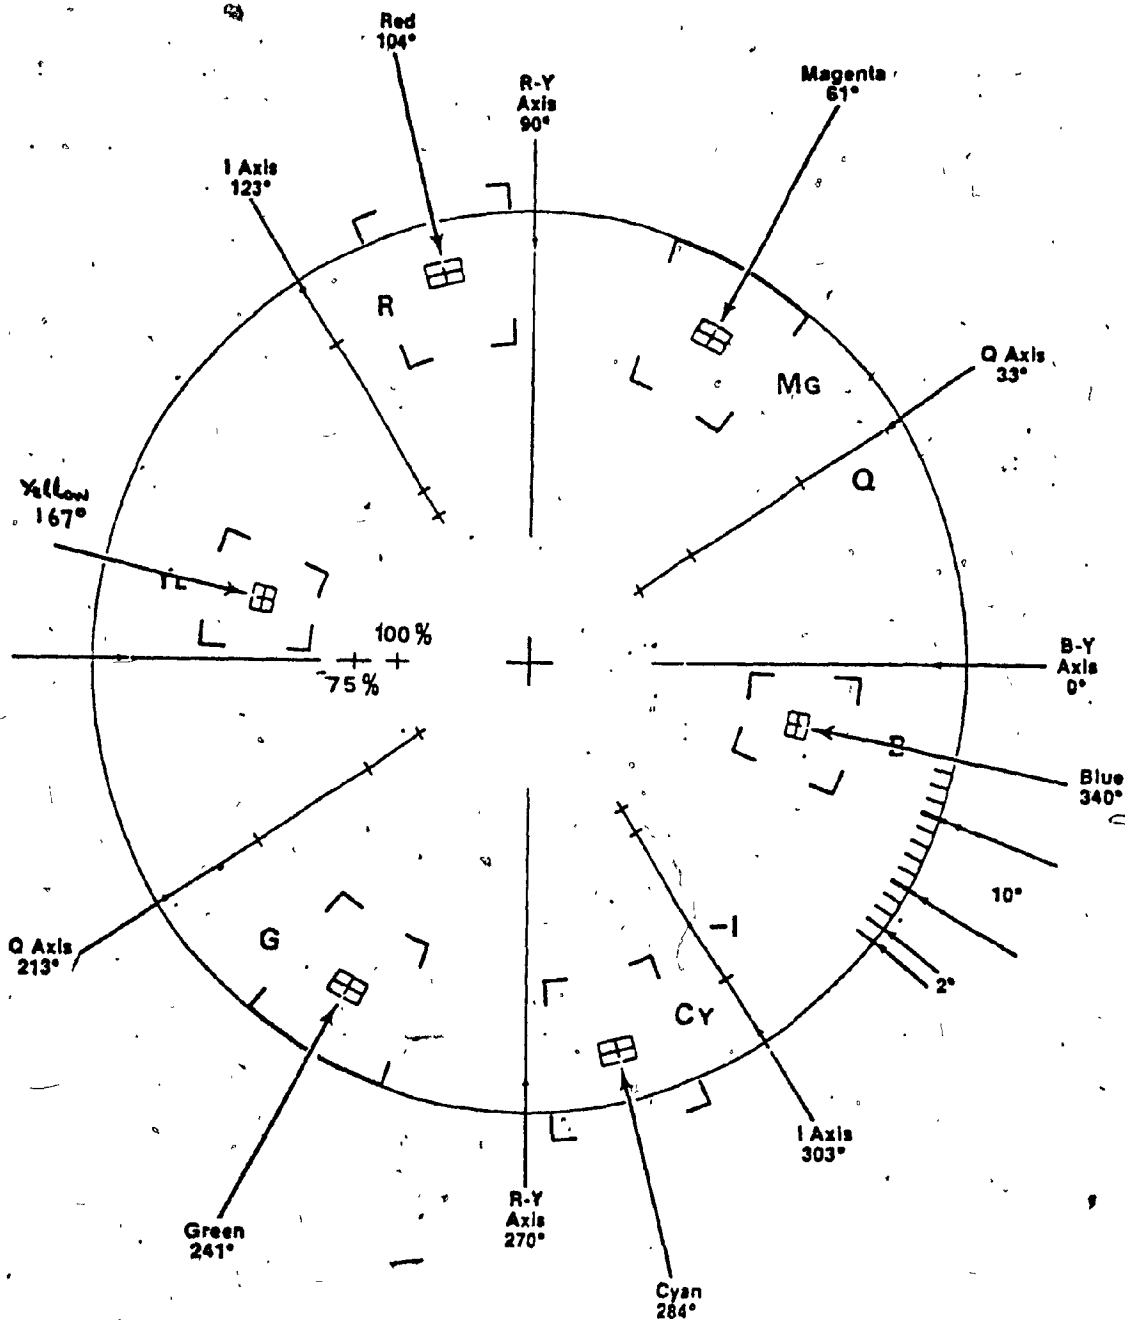 Red
104°
Magenta
61°
R-Y
Axis
90°
I Axis
123°
R
Q Axis
33°
MG
Q
Yellow
167°
YL
100%
75%
B-Y
Axis
0°
B
Blue
340°
10°
2°
-I
G
CY
Q Axis
213°
I Axis
303°
R-Y
Axis
270°
Green
241°
Cyan
284°